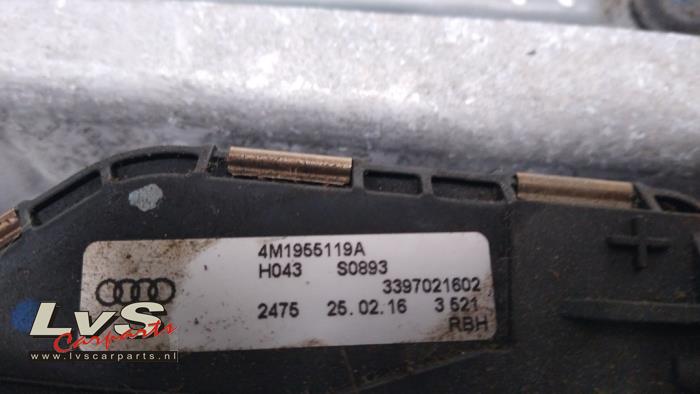 4M1955119A
H043 S0893
3397021602
2475 25.02.16 3 521
RBH
LvS
Carparts
www.lvscarparts.nl